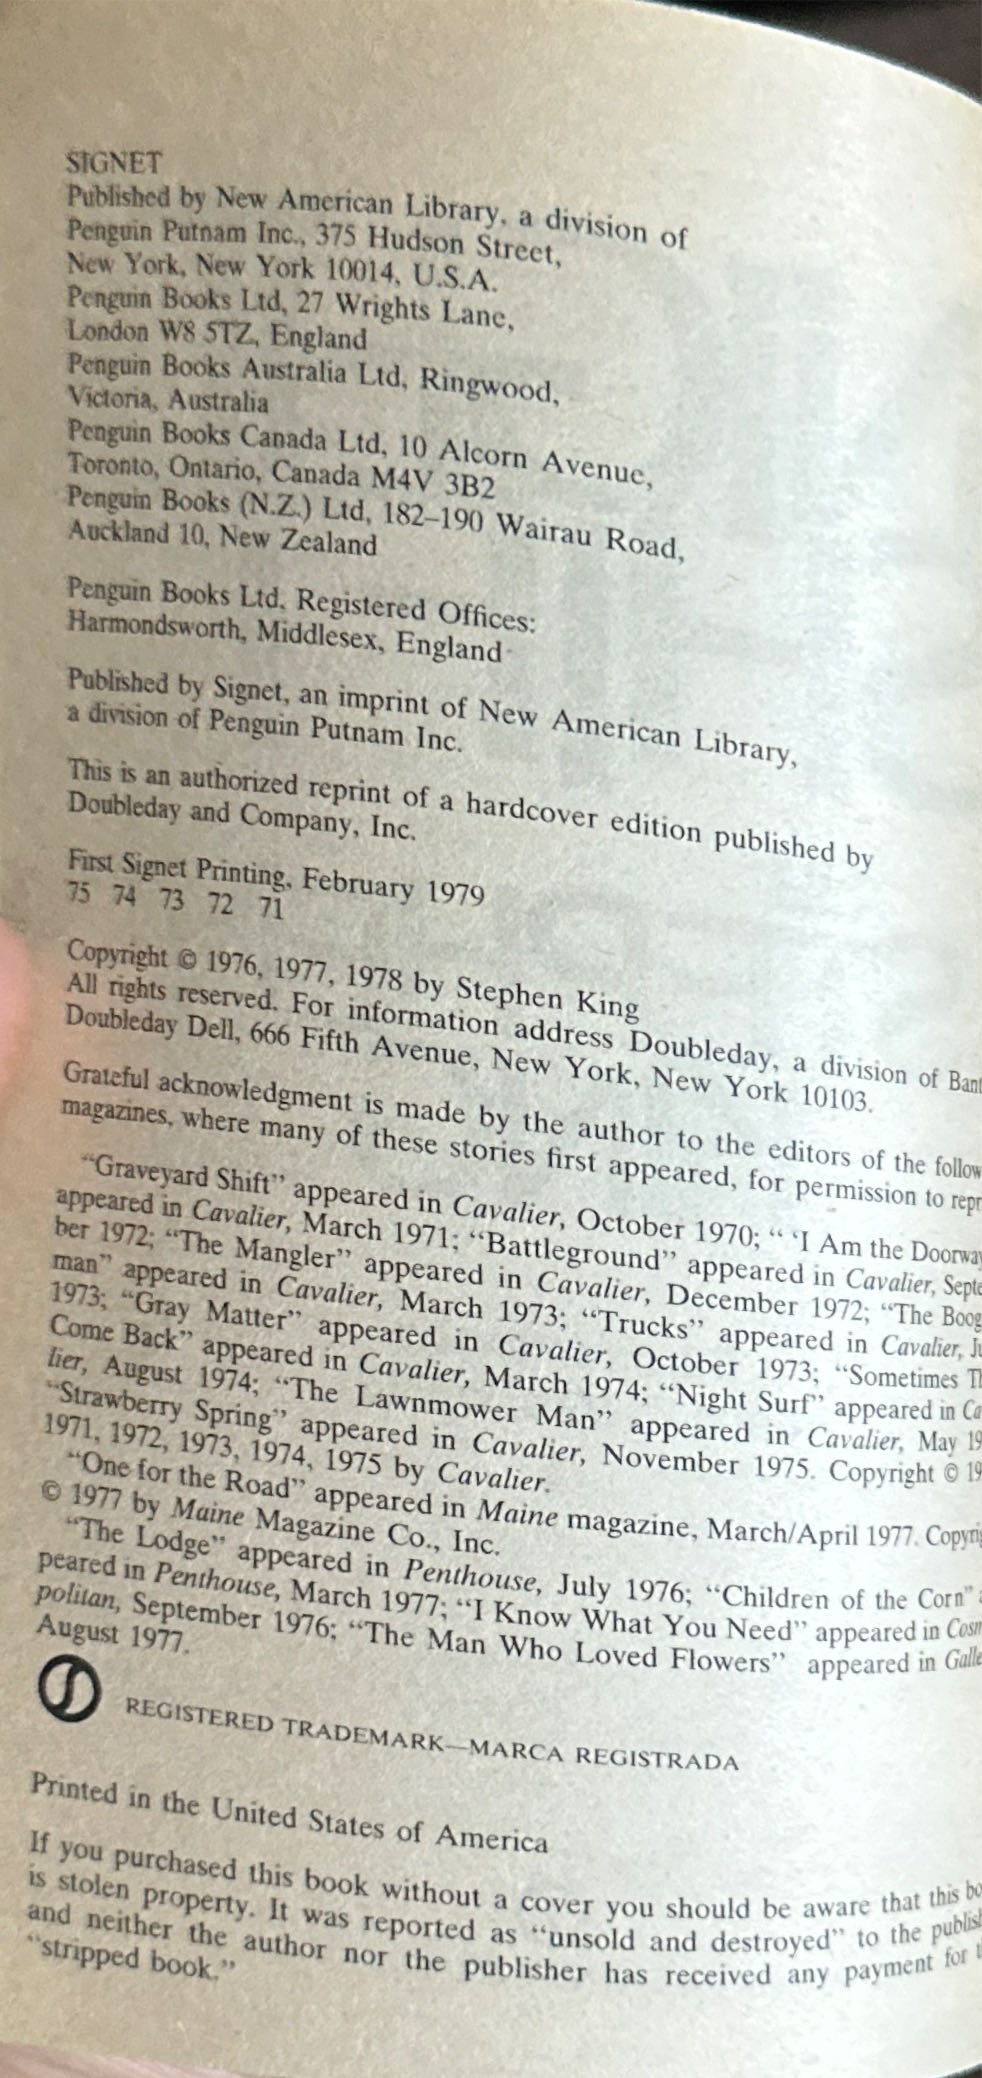 SIGNET
Published by New American Library, a division of
Penguin Putnam Inc., 375 Hudson Street,
New York, New York 10014, U.S.A.
Penguin Books Ltd, 27 Wrights Lane,
London W8 5TZ, England
Penguin Books Australia Ltd, Ringwood,
Victoria, Australia
Penguin Books Canada Ltd, 10 Alcorn Avenue,
Toronto, Ontario, Canada M4V 3B2
Penguin Books (N.Z.) Ltd, 182–190 Wairau Road,
Auckland 10, New Zealand
Penguin Books Ltd, Registered Offices:
Harmondsworth, Middlesex, England
Published by Signet, an imprint of New American Library,
a division of Penguin Putnam Inc.
This is an authorized reprint of a hardcover edition published by
Doubleday and Company, Inc.
First Signet Printing, February 1979
75 74 73 72 71
Copyright © 1976, 1977, 1978 by Stephen King
All rights reserved. For information address Doubleday, a division of Bant
Doubleday Dell, 666 Fifth Avenue, New York, New York 10103.
Grateful acknowledgment is made by the author to the editors of the follow
magazines, where many of these stories first appeared, for permission to repr
“Graveyard Shift” appeared in Cavalier, October 1970; “ ‘I Am the Doorway
appeared in Cavalier, March 1971; “Battleground” appeared in Cavalier, Septe
ber 1972; “The Mangler” appeared in Cavalier, December 1972; “The Boog
man” appeared in Cavalier, March 1973; “Trucks” appeared in Cavalier, Ju
1973; “Gray Matter” appeared in Cavalier, October 1973; “Sometimes Th
Come Back” appeared in Cavalier, March 1974; “Night Surf” appeared in Ca
lier, August 1974; “The Lawnmower Man” appeared in Cavalier, May 19
“Strawberry Spring” appeared in Cavalier, November 1975. Copyright © 19
1971, 1972, 1973, 1974, 1975 by Cavalier.
“One for the Road” appeared in Maine magazine, March/April 1977. Copyrig
© 1977 by Maine Magazine Co., Inc.
“The Lodge” appeared in Penthouse, July 1976; “Children of the Corn” a
peared in Penthouse, March 1977; “I Know What You Need” appeared in Cosm
politan, September 1976; “The Man Who Loved Flowers” appeared in Galle
August 1977.
REGISTERED TRADEMARK—MARCA REGISTRADA
Printed in the United States of America
If you purchased this book without a cover you should be aware that this bo
is stolen property. It was reported as “unsold and destroyed” to the publish
and neither the author nor the publisher has received any payment for t
“stripped book.”